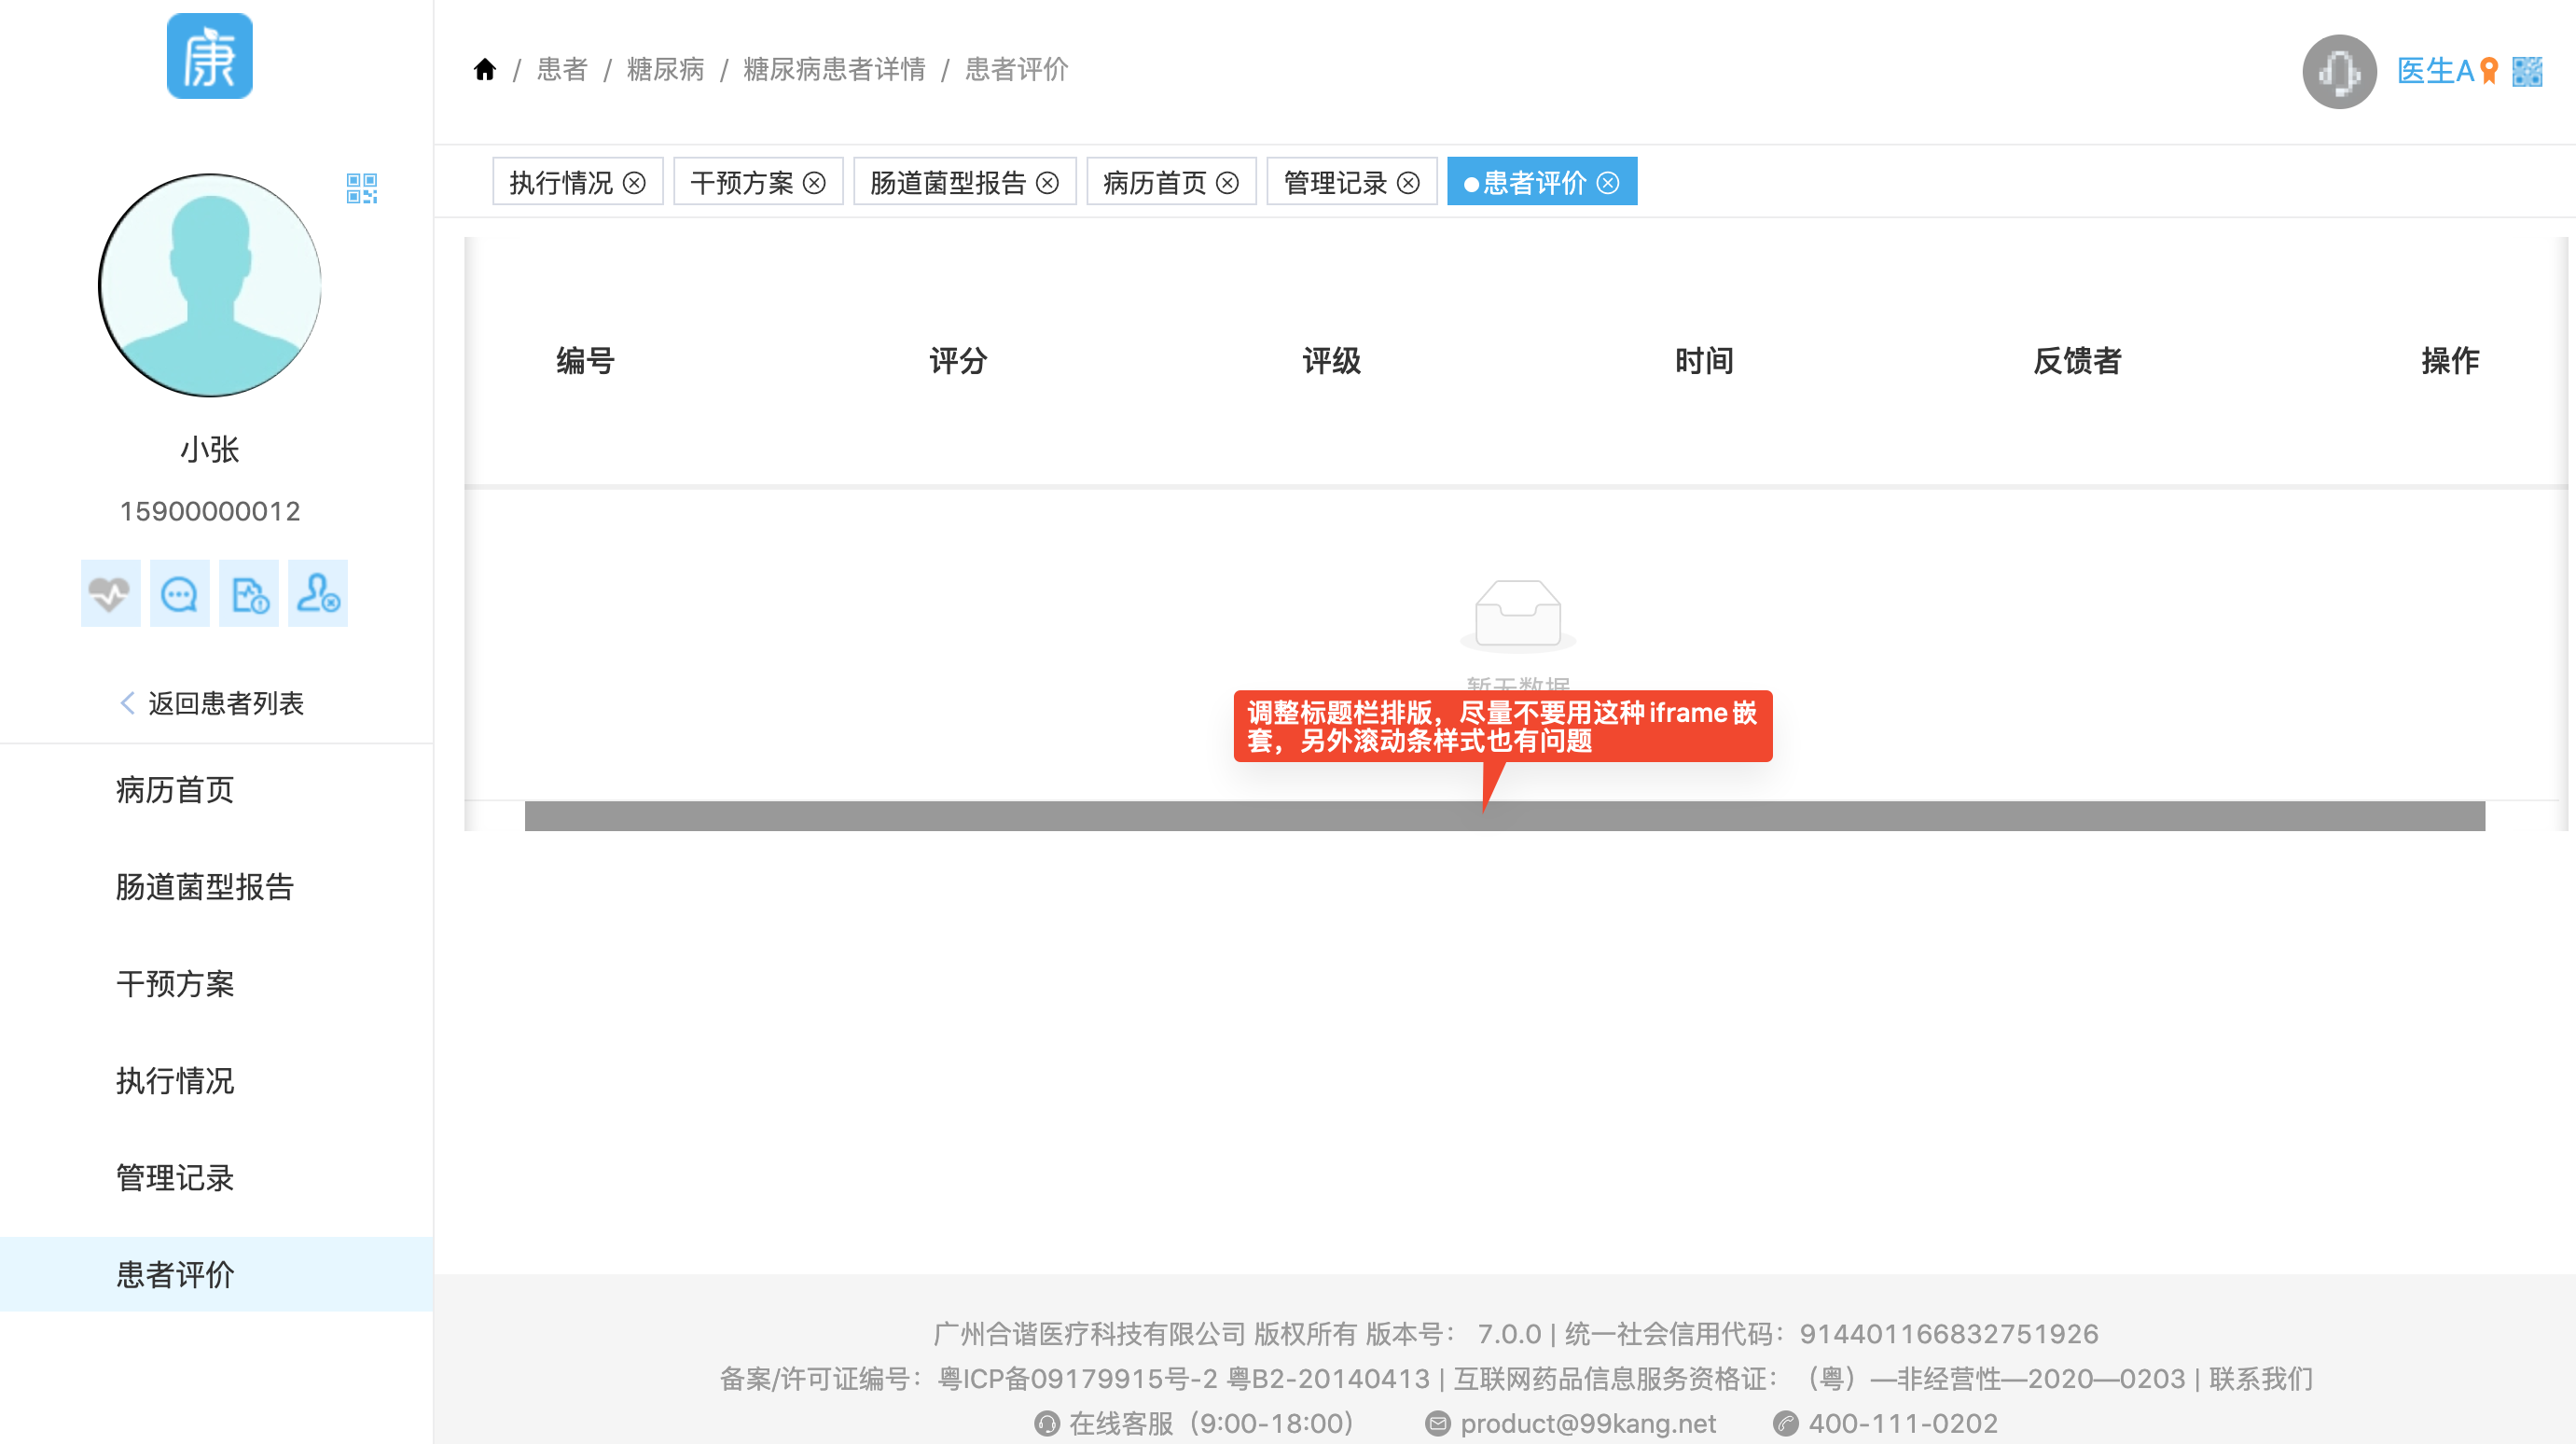 康
/ 患者 / 糖尿病 / 糖尿病患者详情 / 患者评价
医生A
执行情况 干预方案 肠道菌型报告 病历首页 管理记录 患者评价
小张
15900000012
返回患者列表
病历首页
肠道菌型报告
干预方案
执行情况
管理记录
患者评价
编号 评分 评级 时间 反馈者 操作
暂无数据
调整标题栏排版，尽量不要用这种iframe嵌
套，另外滚动条样式也有问题
广州合谐医疗科技有限公司 版权所有 版本号： 7.0.0 | 统一社会信用代码：914401166832751926
备案/许可证编号：粤ICP备09179915号-2 粤B2-20140413 | 互联网药品信息服务资格证：（粤）—非经营性—2020—0203 | 联系我们
在线客服（9:00-18:00） product@99kang.net 400-111-0202